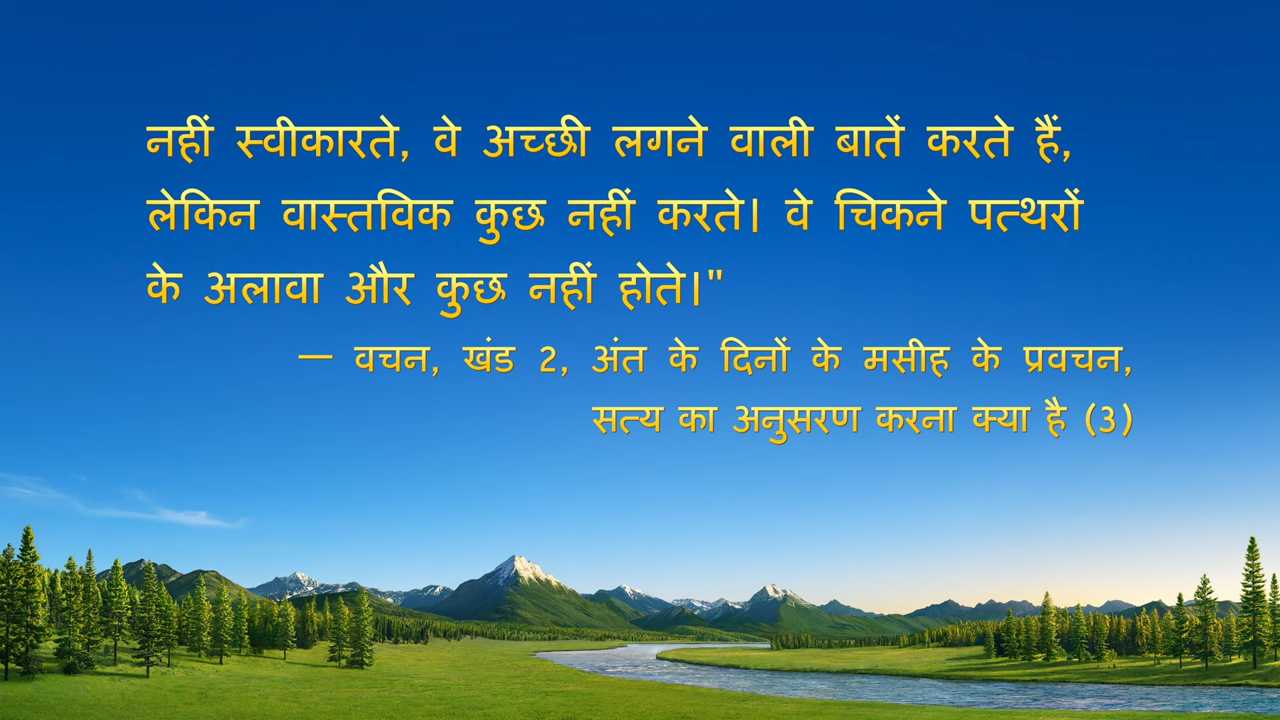 नहीं स्वीकारते, वे अच्छी लगने वाली बातें करते हैं,
लेकिन वास्तविक कुछ नहीं करते। वे चिकने पत्थरों
के अलावा और कुछ नहीं होते।"
— वचन, खंड 2, अंत के दिनों के मसीह के प्रवचन,
सत्य का अनुसरण करना क्या है (3)